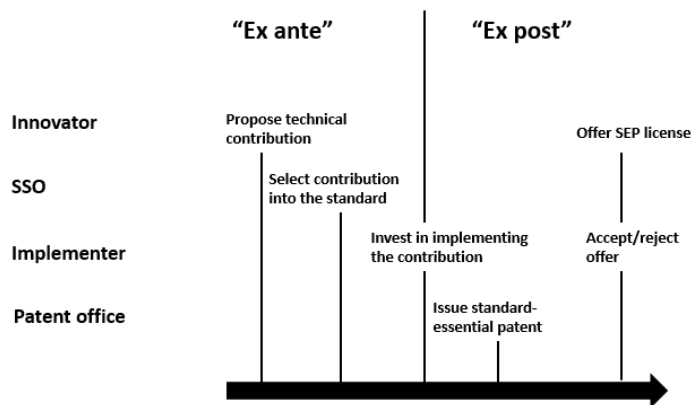 “Ex ante”
“Ex post”
Innovator
Propose technical
contribution
Offer SEP license
SSO
Select contribution
into the standard
Implementer
Invest in implementing
the contribution
Accept/reject
offer
Patent office
Issue standard-
essential patent